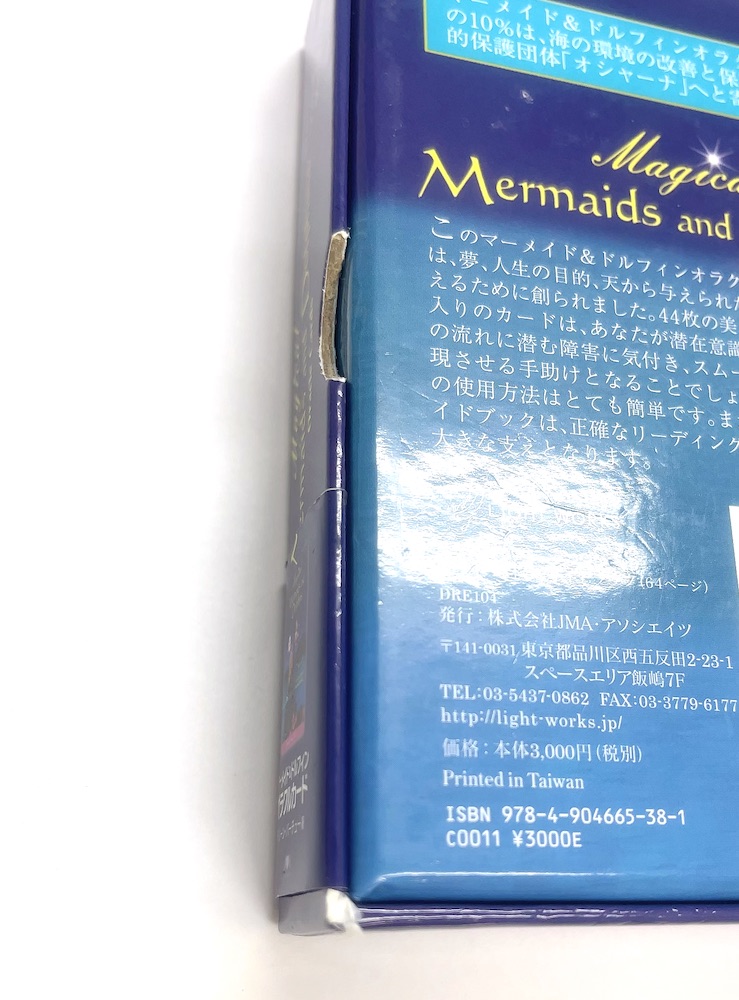 マーメイド&ドルフィンオラク
の10%は、海の環境の改善と保
的保護団体「オシャーナ」へと寄
Magica
Mermaids and
このマーメイド&ドルフィンオラク
は、夢、人生の目的、天から与えられた
えるために創られました。44枚の美
入りのカードは、あなたが潜在意識
の流れに潜む障害に気付き、スムー
現させる手助けとなることでしょ
の使用方法はとても簡単です。ま
イドブックは、正確なリーディング
大きな支えとなります。
64ページ)
DRE104
発行:株式会社JMA・アソシエイツ
〒141-0031 東京都品川区西五反田2-23-1
スペースエリア飯嶋7F
TEL:03-5437-0862 FAX:03-3779-6177
http://light-works.jp/
価格:本体3,000円(税別)
Printed in Taiwan
ISBN 978-4-904665-38-1
C0011 ¥3000E